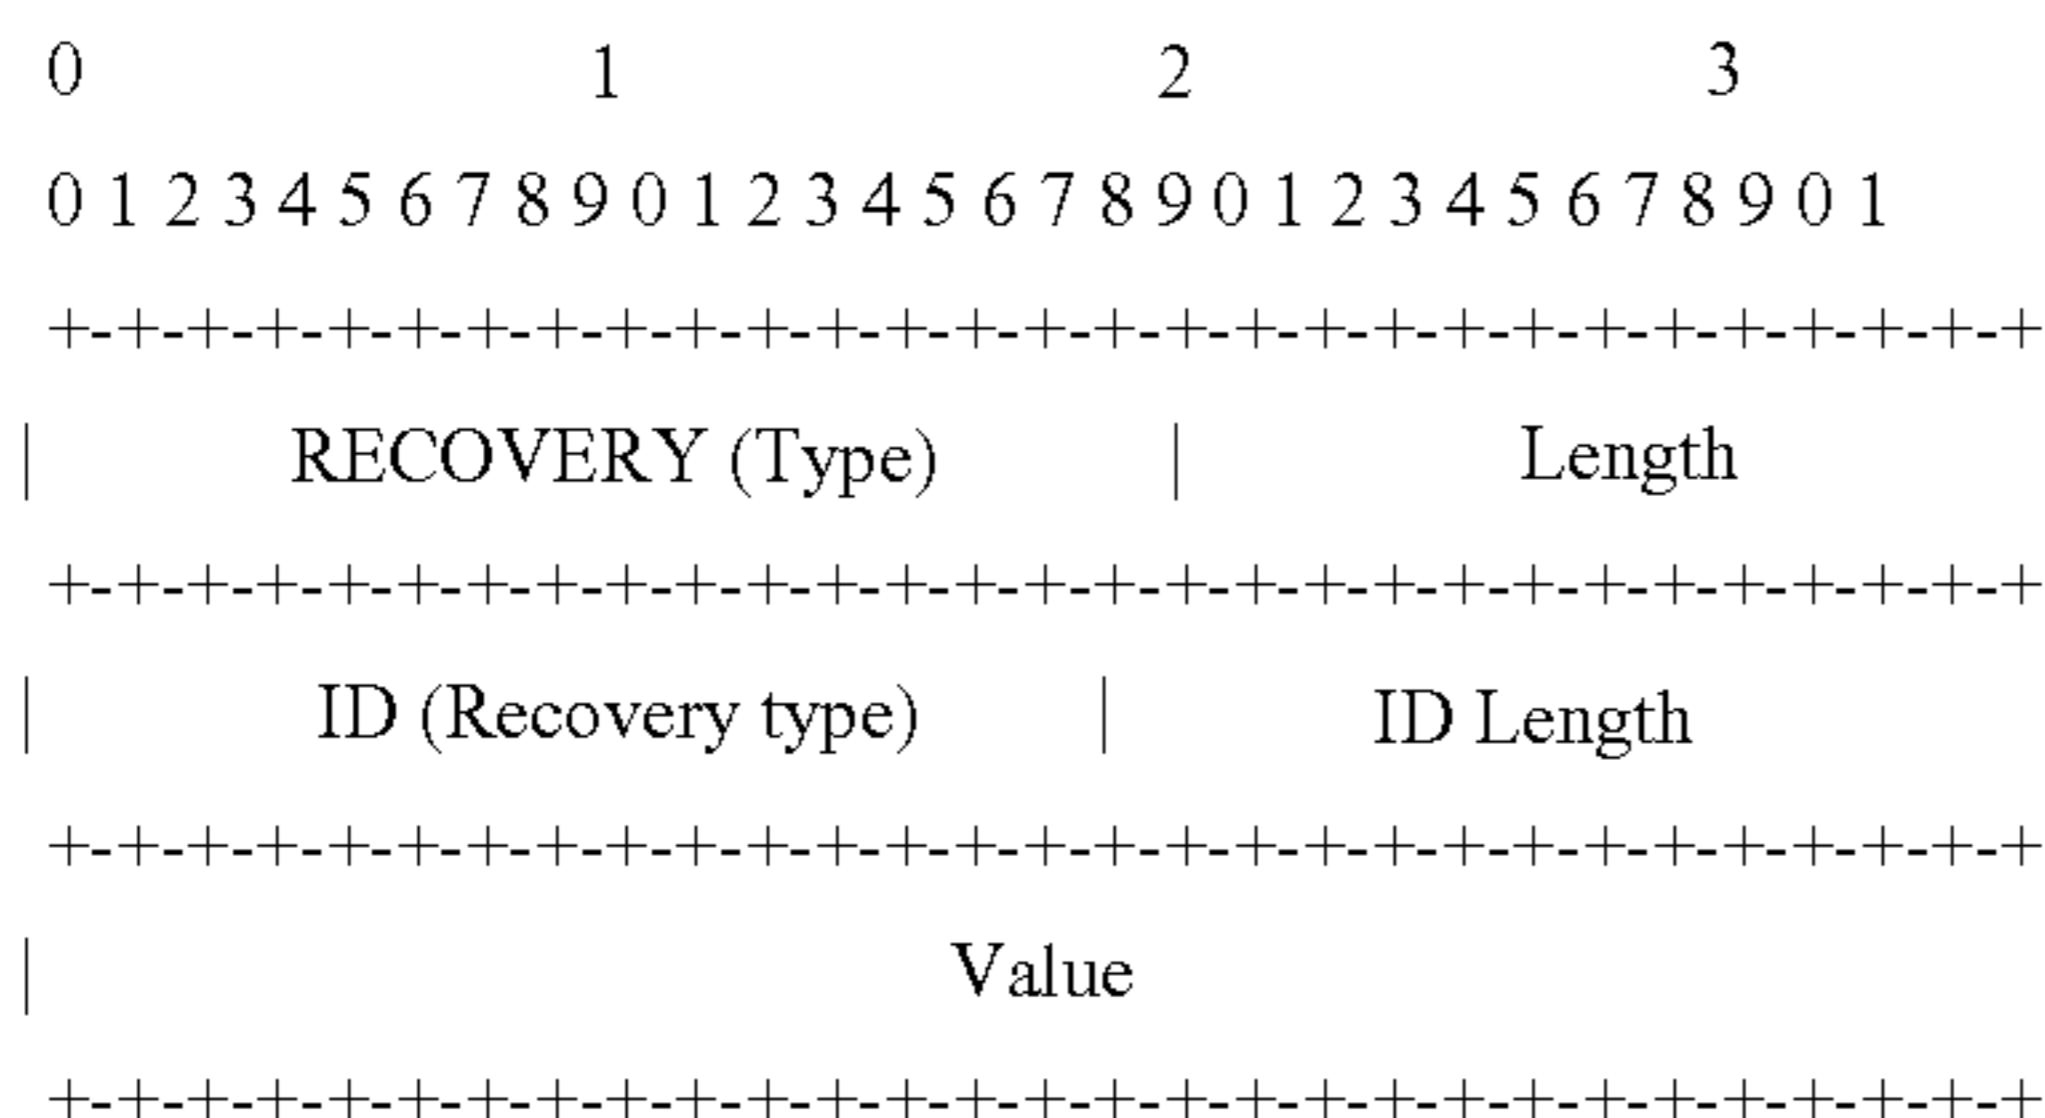 0 1 2 3
0 1 2 3 4 5 6 7 8 9 0 1 2 3 4 5 6 7 8 9 0 1 2 3 4 5 6 7 8 9 0 1
+-+-+-+-+-+-+-+-+-+-+-+-+-+-+-+-+-+-+-+-+-+-+-+-+-+-+-+-+
| RECOVERY (Type) | Length
+-+-+-+-+-+-+-+-+-+-+-+-+-+-+-+-+-+-+-+-+-+-+-+-+-+-+-+-+
| ID (Recovery type) | ID Length
+-+-+-+-+-+-+-+-+-+-+-+-+-+-+-+-+-+-+-+-+-+-+-+-+-+-+-+-+
| Value
+-+-+-+-+-+-+-+-+-+-+-+-+-+-+-+-+-+-+-+-+-+-+-+-+-+-+-+-+